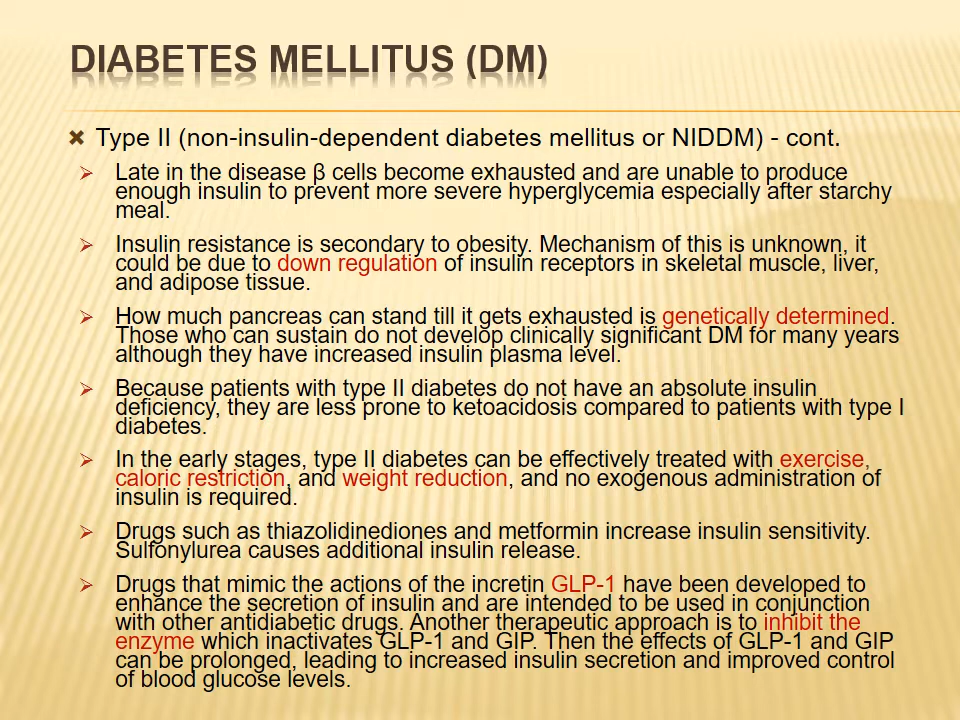 DIABETES MELLITUS (DM)
Type II (non-insulin-dependent diabetes mellitus or NIDDM) - cont.
Late in the disease β cells become exhausted and are unable to produce
enough insulin to prevent more severe hyperglycemia especially after starchy
meal.
Insulin resistance is secondary to obesity. Mechanism of this is unknown, it
could be due to down regulation of insulin receptors in skeletal muscle, liver,
and adipose tissue.
How much pancreas can stand till it gets exhausted is genetically determined.
Those who can sustain do not develop clinically significant DM for many years
although they have increased insulin plasma level.
Because patients with type II diabetes do not have an absolute insulin
deficiency, they are less prone to ketoacidosis compared to patients with type I
diabetes.
In the early stages, type II diabetes can be effectively treated with exercise,
caloric restriction, and weight reduction, and no exogenous administration of
insulin is required.
Drugs such as thiazolidinediones and metformin increase insulin sensitivity.
Sulfonylurea causes additional insulin release.
Drugs that mimic the actions of the incretin GLP-1 have been developed to
enhance the secretion of insulin and are intended to be used in conjunction
with other antidiabetic drugs. Another therapeutic approach is to inhibit the
enzyme which inactivates GLP-1 and GIP. Then the effects of GLP-1 and GIP
can be prolonged, leading to increased insulin secretion and improved control
of blood glucose levels.